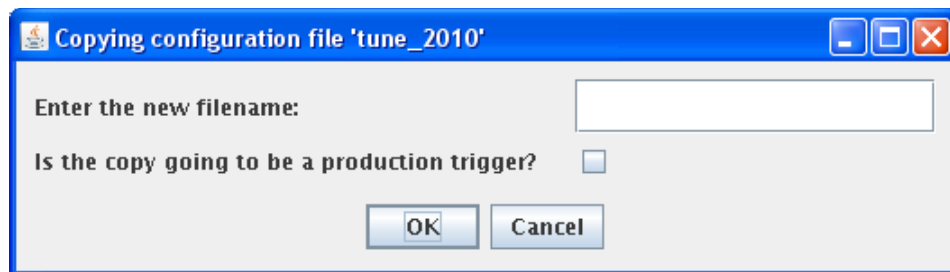 Copying configuration file 'tune_2010'
Enter the new filename:
Is the copy going to be a production trigger?
OK Cancel